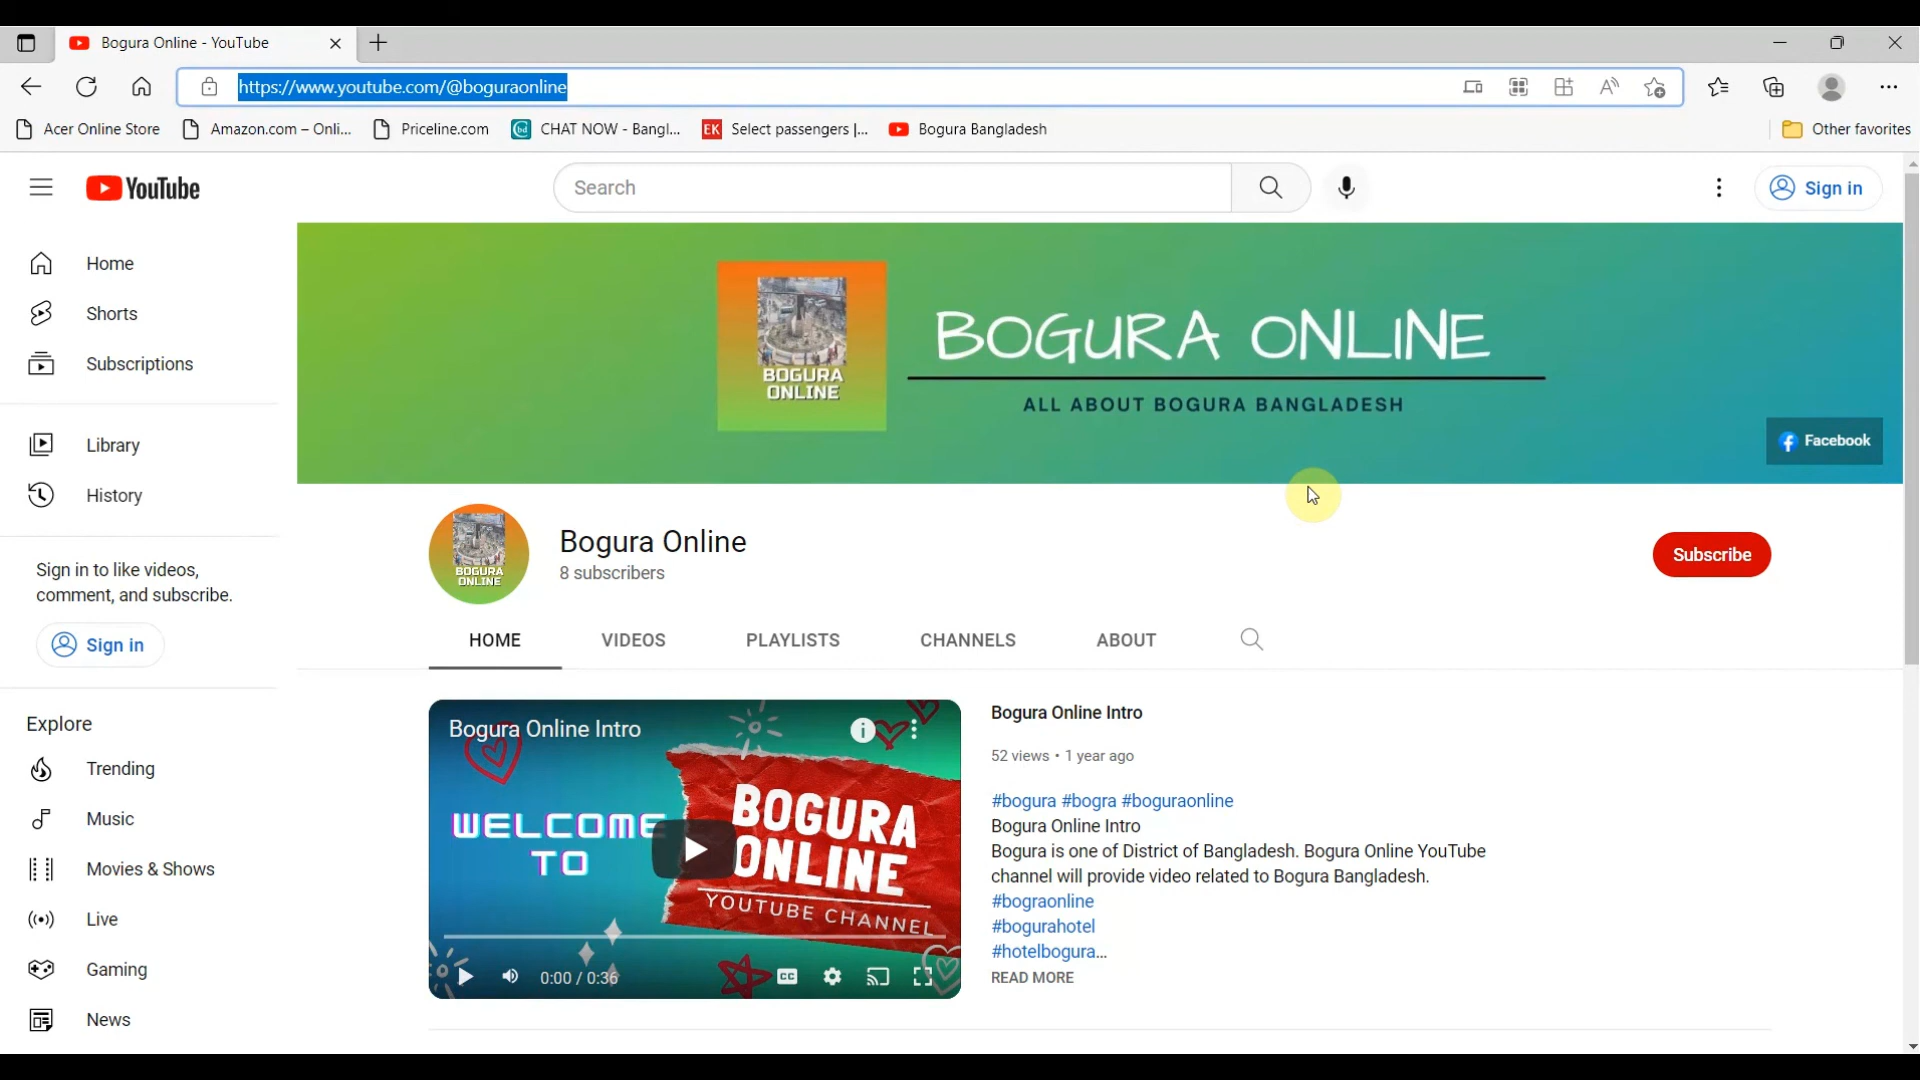 Bogura Online - YouTube
https://www.youtube.com/@boguraonline
Acer Online Store
Amazon.com – Onli...
Priceline.com
CHAT NOW - Bangl...
EK
Select passengers |...
Bogura Bangladesh
Other favorites
YouTube
Search
Sign in
Home
Shorts
Subscriptions
Library
History
Sign in to like videos,
comment, and subscribe.
Sign in
Explore
Trending
Music
Movies & Shows
Live
Gaming
News
BOGURA
ONLINE
BOGURA ONLINE
ALL ABOUT BOGURA BANGLADESH
Facebook
BOGURA
ONLINE
Bogura Online
8 subscribers
Subscribe
HOME
VIDEOS
PLAYLISTS
CHANNELS
ABOUT
Bogura Online Intro
WELCOME
TO
BOGURA
ONLINE
YOUTUBE CHANNEL
0:00 / 0:36
CC
Bogura Online Intro
52 views • 1 year ago
#bogura #bogra #boguraonline
Bogura Online Intro
Bogura is one of District of Bangladesh. Bogura Online YouTube
channel will provide video related to Bogura Bangladesh.
#bograonline
#bogurahotel
#hotelbogura...
READ MORE